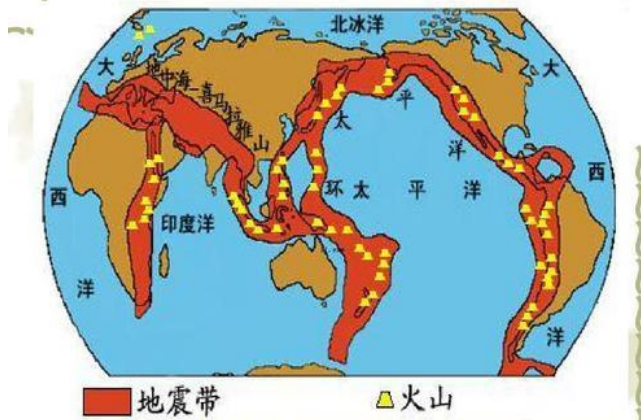 北冰洋
大
大
地中海—喜马拉雅山
太
平
洋
环太平洋
西
西
印度洋
洋
洋
地震带
火山